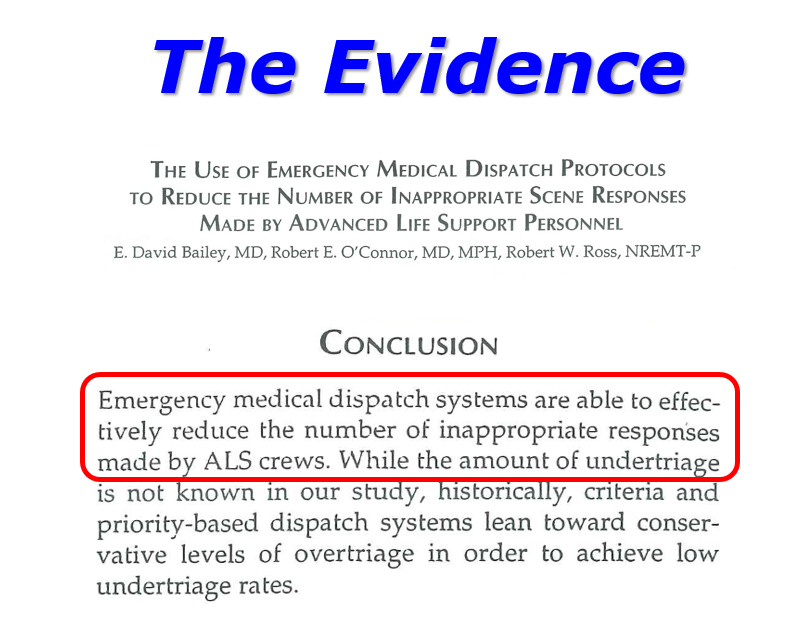 The Evidence
THE USE OF EMERGENCY MEDICAL DISPATCH PROTOCOLS
TO REDUCE THE NUMBER OF INAPPROPRIATE SCENE RESPONSES
MADE BY ADVANCED LIFE SUPPORT PERSONNEL
E. David Bailey, MD, Robert E. O'Connor, MD, MPH, Robert W. Ross, NREMT-P
CONCLUSION
Emergency medical dispatch systems are able to effec-
tively reduce the number of inappropriate responses
made by ALS crews. While the amount of undertriage
is not known in our study, historically, criteria and
priority-based dispatch systems lean toward conser-
vative levels of overtriage in order to achieve low
undertriage rates.